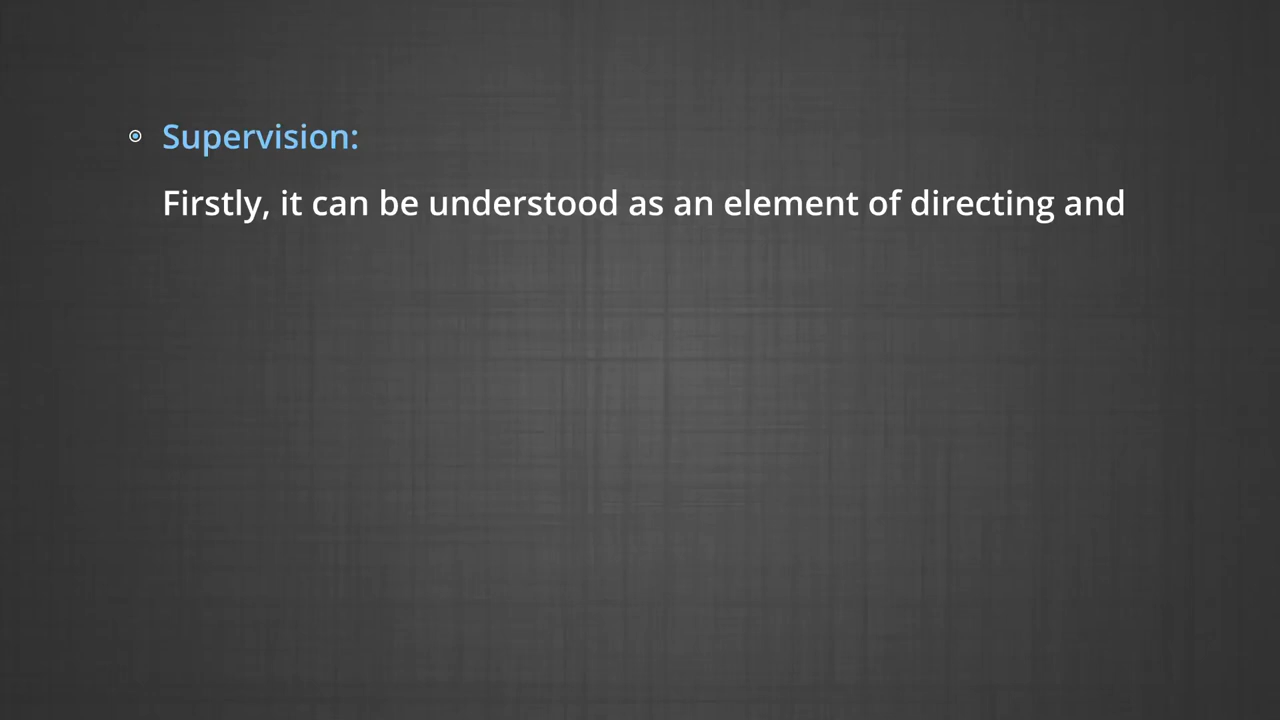 Supervision:
Firstly, it can be understood as an element of directing and